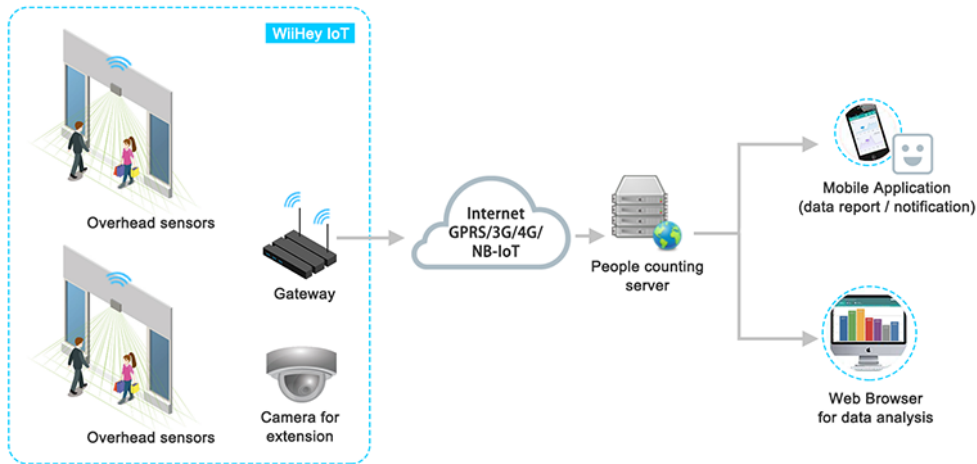 WiiHey IoT
Overhead sensors
Overhead sensors
Gateway
Camera for
extension
Internet
GPRS/3G/4G/
NB-IoT
People counting
server
Mobile Application
(data report / notification)
Web Browser
for data analysis